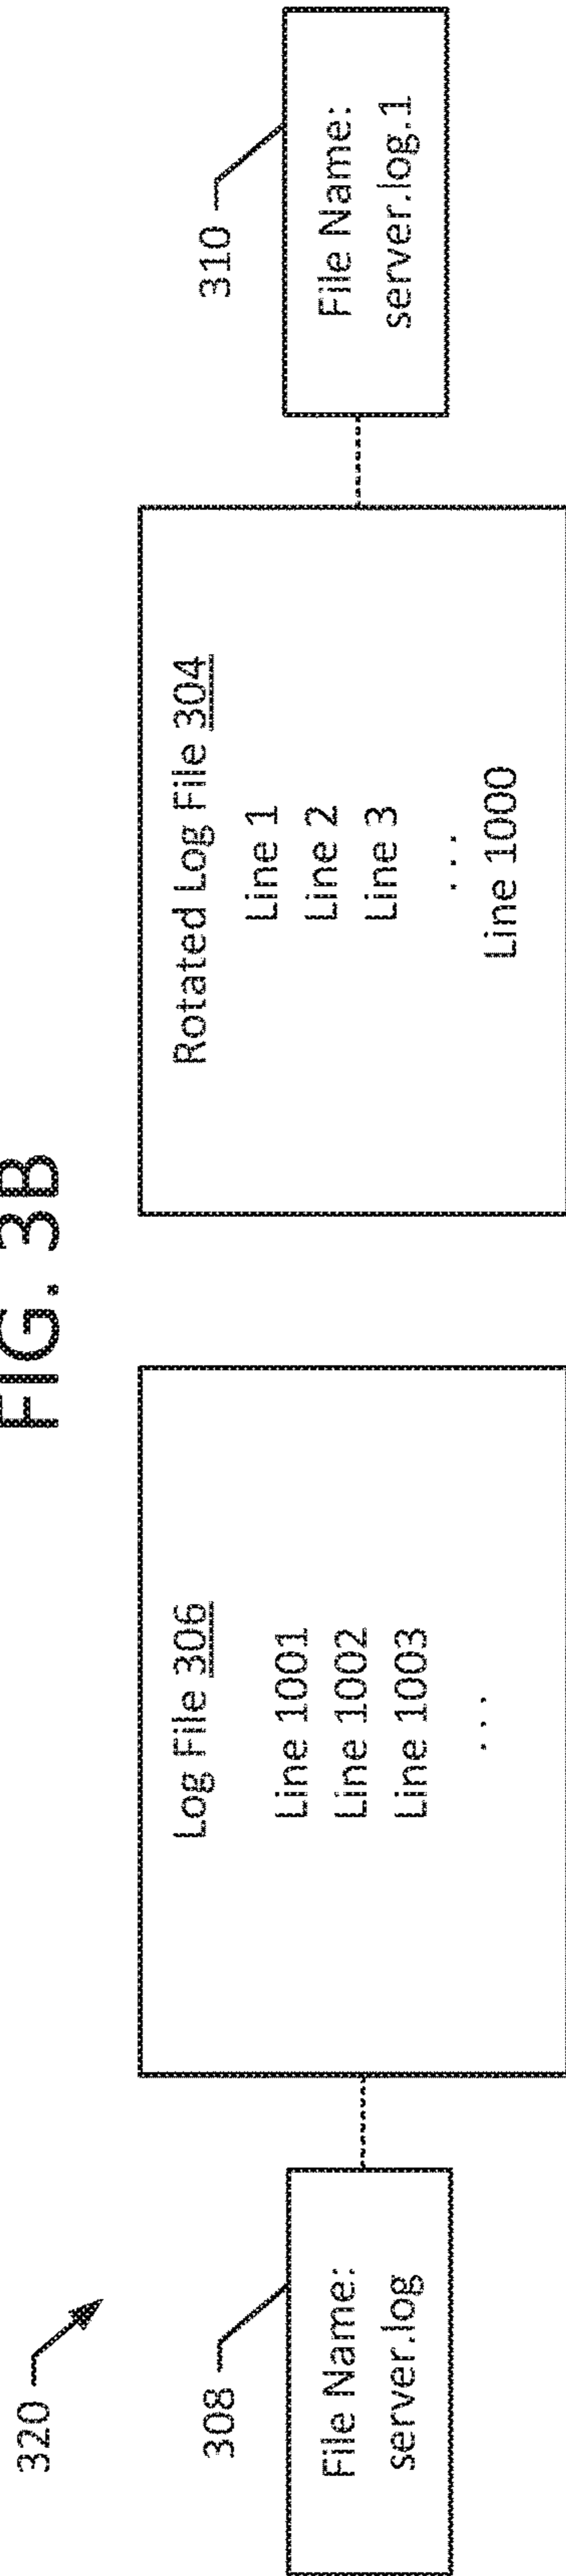 FIG. 3B
320
308
File Name:
server.log
Log File 306
Line 1001
Line 1002
Line 1003
...
Rotated Log File 304
Line 1
Line 2
Line 3
...
Line 1000
310
File Name:
server.log.1